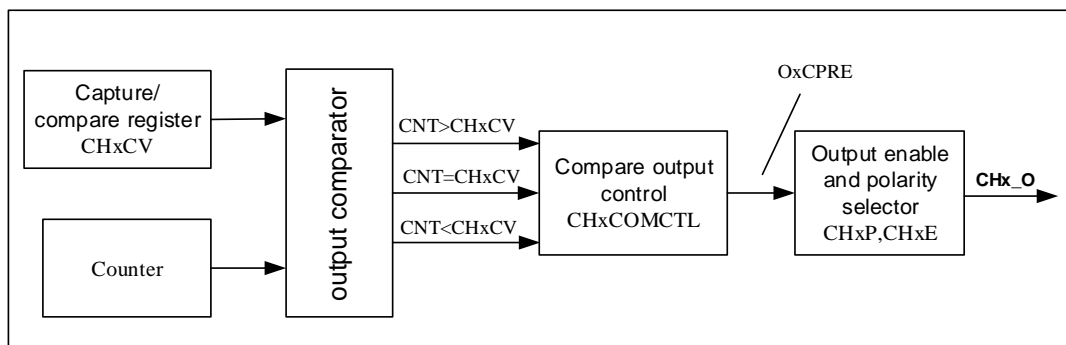 Capture/
compare register
CHxCV
Counter
output comparator
CNT>CHxCV
CNT=CHxCV
CNT<CHxCV
Compare output
control
CHxCOMCTL
OxCPRE
Output enable
and polarity
selector
CHxP,CHxE
CHx_O